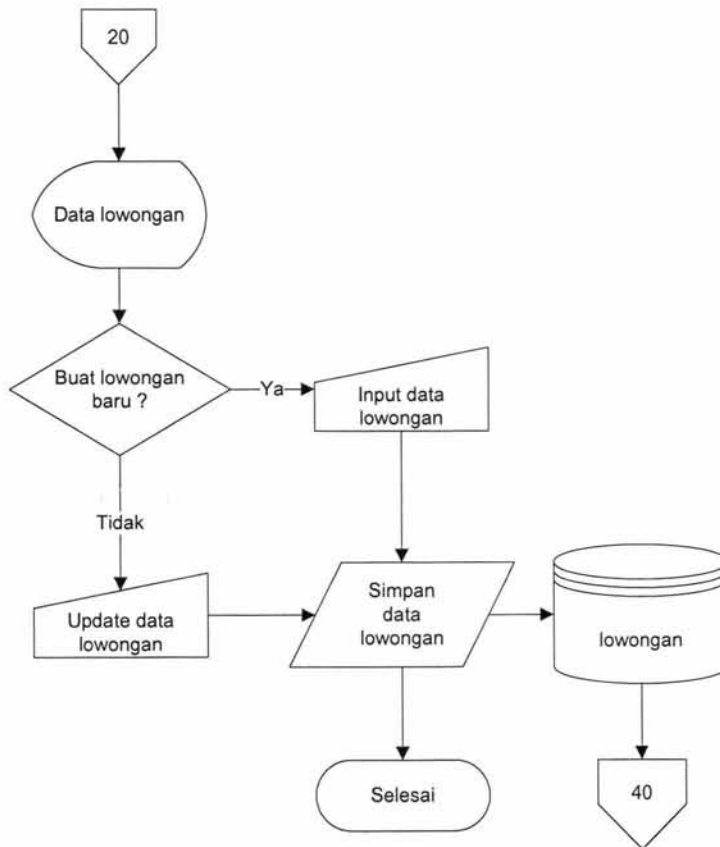 20
Data lowongan
Buat lowongan
baru ?
Ya
Input data
lowongan
Tidak
Update data
lowongan
Simpan
data
lowongan
lowongan
Selesai
40